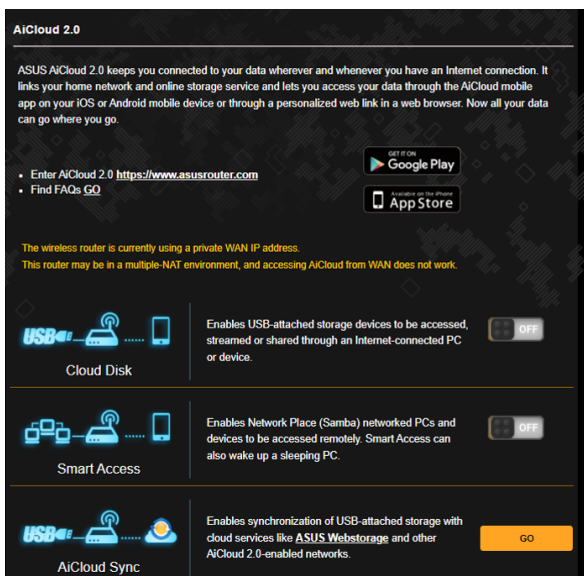 AiCloud 2.0
ASUS AiCloud 2.0 keeps you connected to your data wherever and whenever you have an Internet connection. It
links your home network and online storage service and lets you access your data through the AiCloud mobile
app on your iOS or Android mobile device or through a personalized web link in a web browser. Now all your data
can go where you go.
GET IT ON
Google Play
Enter AiCloud 2.0 https://www.asusrouter.com
Find FAQs GO
Available on the iPhone
App Store
The wireless router is currently using a private WAN IP address.
This router may be in a multiple-NAT environment, and accessing AiCloud from WAN does not work.
USB
Cloud Disk
Enables USB-attached storage devices to be accessed,
streamed or shared through an Internet-connected PC
or device.
OFF
Smart Access
Enables Network Place (Samba) networked PCs and
devices to be accessed remotely. Smart Access can
also wake up a sleeping PC.
OFF
USB
AiCloud Sync
Enables synchronization of USB-attached storage with
cloud services like ASUS Webstorage and other
AiCloud 2.0-enabled networks.
GO